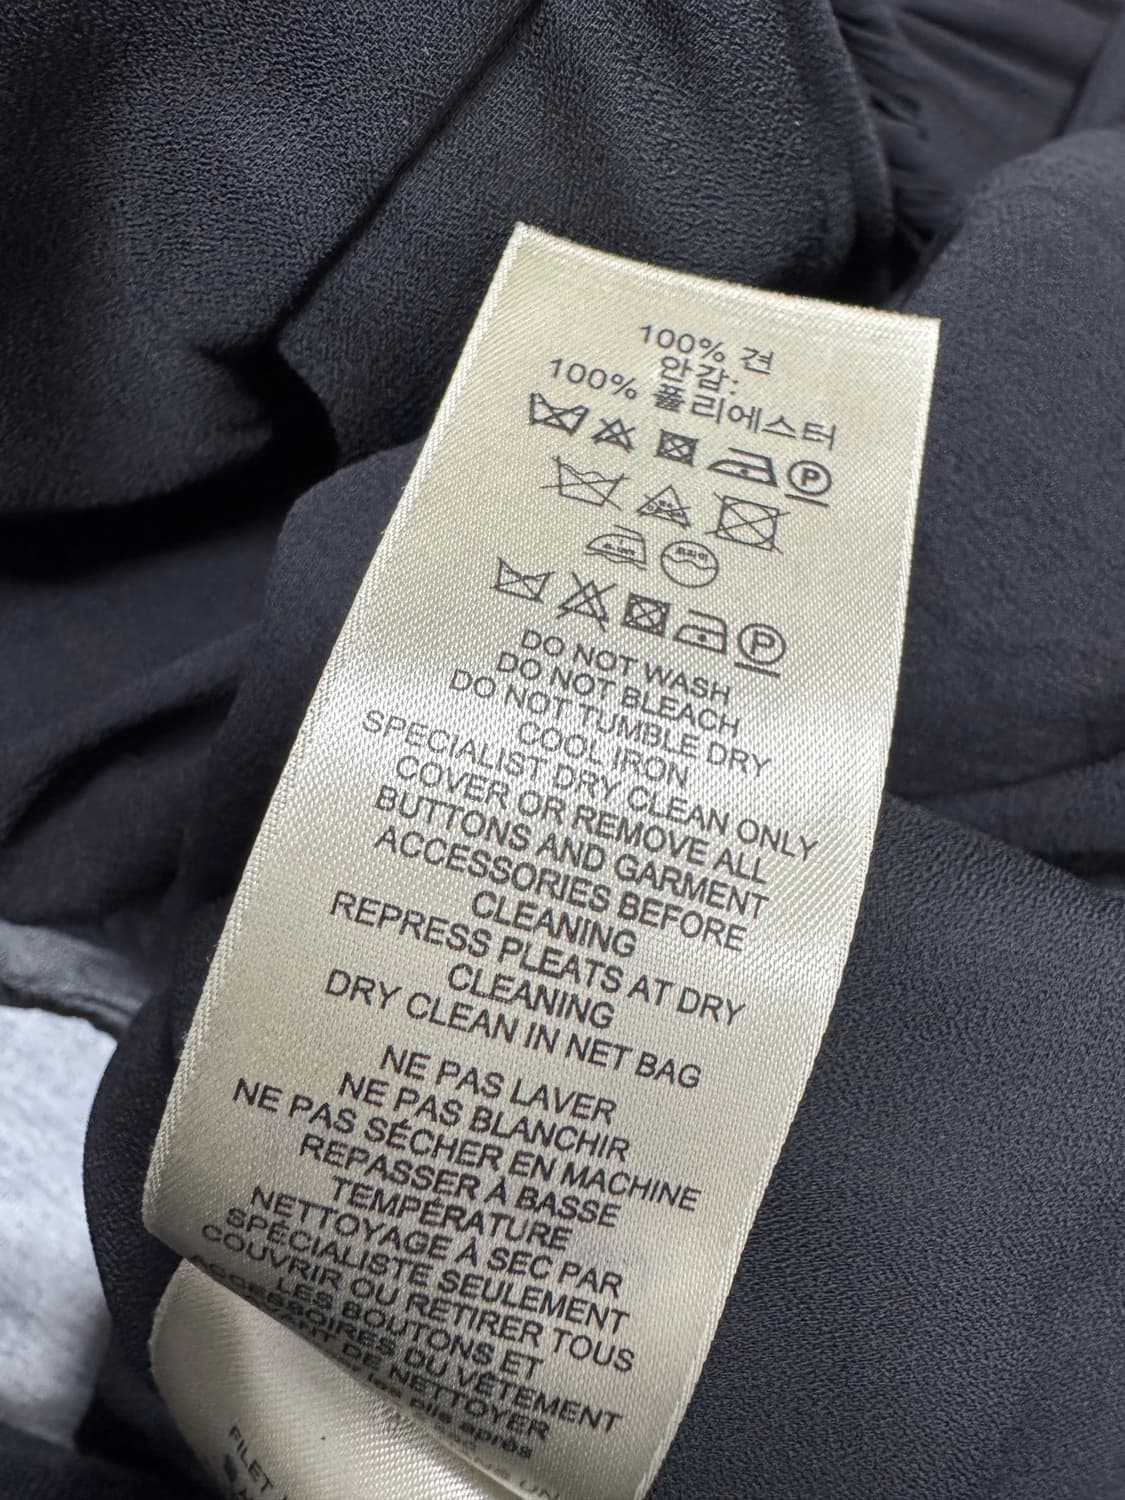 100% 견
안감:
100% 폴리에스터
P
P
DO NOT WASH
DO NOT BLEACH
DO NOT TUMBLE DRY
COOL IRON
SPECIALIST DRY CLEAN ONLY
COVER OR REMOVE ALL
BUTTONS AND GARMENT
ACCESSORIES BEFORE
CLEANING
REPRESS PLEATS AT DRY
CLEANING
DRY CLEAN IN NET BAG
NE PAS LAVER
NE PAS BLANCHIR
NE PAS SÉCHER EN MACHINE
REPASSER À BASSE
TEMPÉRATURE
NETTOYAGE À SEC PAR
SPÉCIALISTE SEULEMENT
COUVRIR OU RETIRER TOUS
LES BOUTONS ET
DU VÊTEMENT
DE NETTOYER
les plis après
FILET